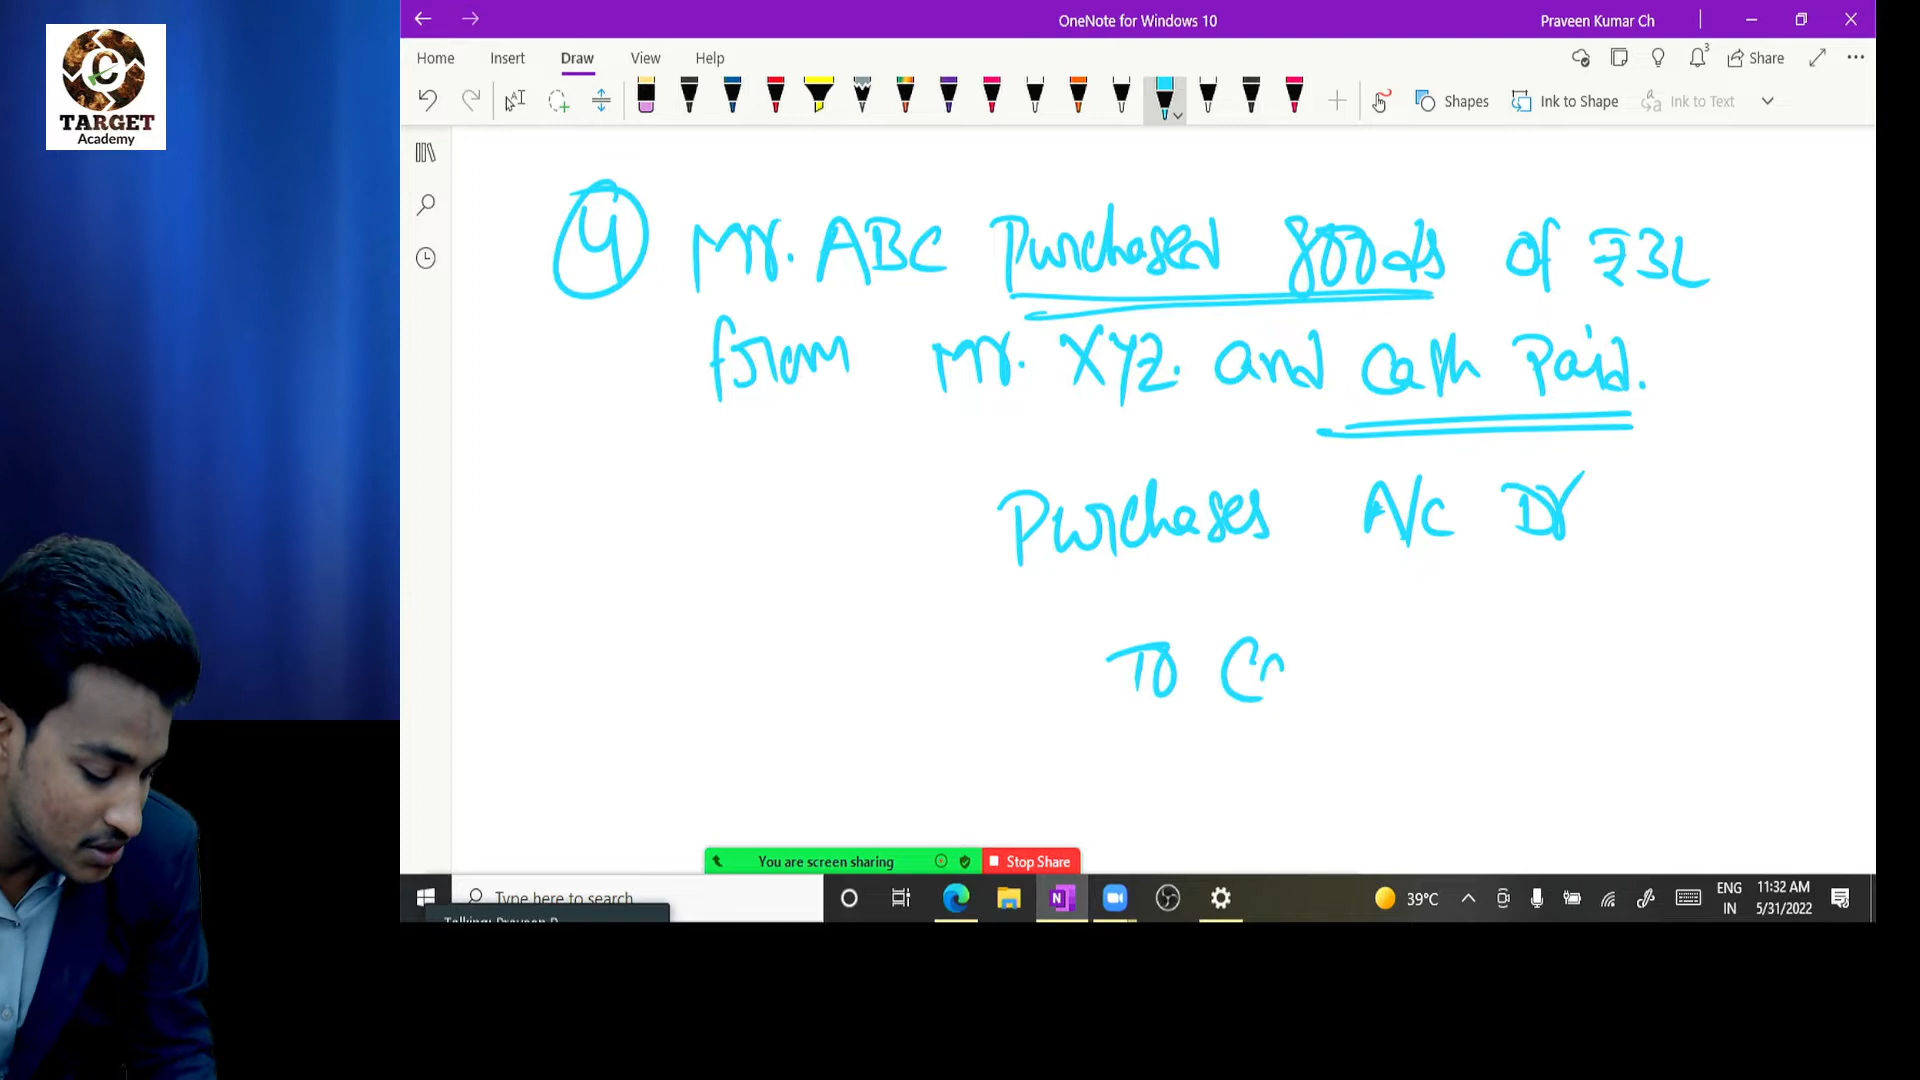 TARGET
Academy
OneNote for Windows 10
Praveen Kumar Ch
Home Insert Draw View Help
3
Share
Shapes Ink to Shape Ink to Text
4 Mr. ABC Purchased goods of ₹3L
from Mr. XYZ. and Cash Paid.
Purchases A/c Dr
To Ca
You are screen sharing Stop Share
Type here to search
39°C
ENG
IN
11:32 AM
5/31/2022